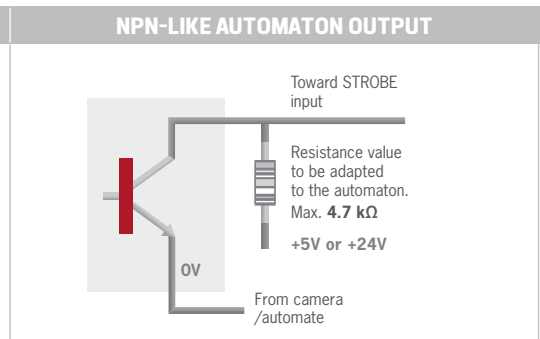 NPN-LIKE AUTOMATON OUTPUT
Toward STROBE
input
Resistance value
to be adapted
to the automaton.
Max. 4.7 kΩ
+5V or +24V
0V
From camera
/automate